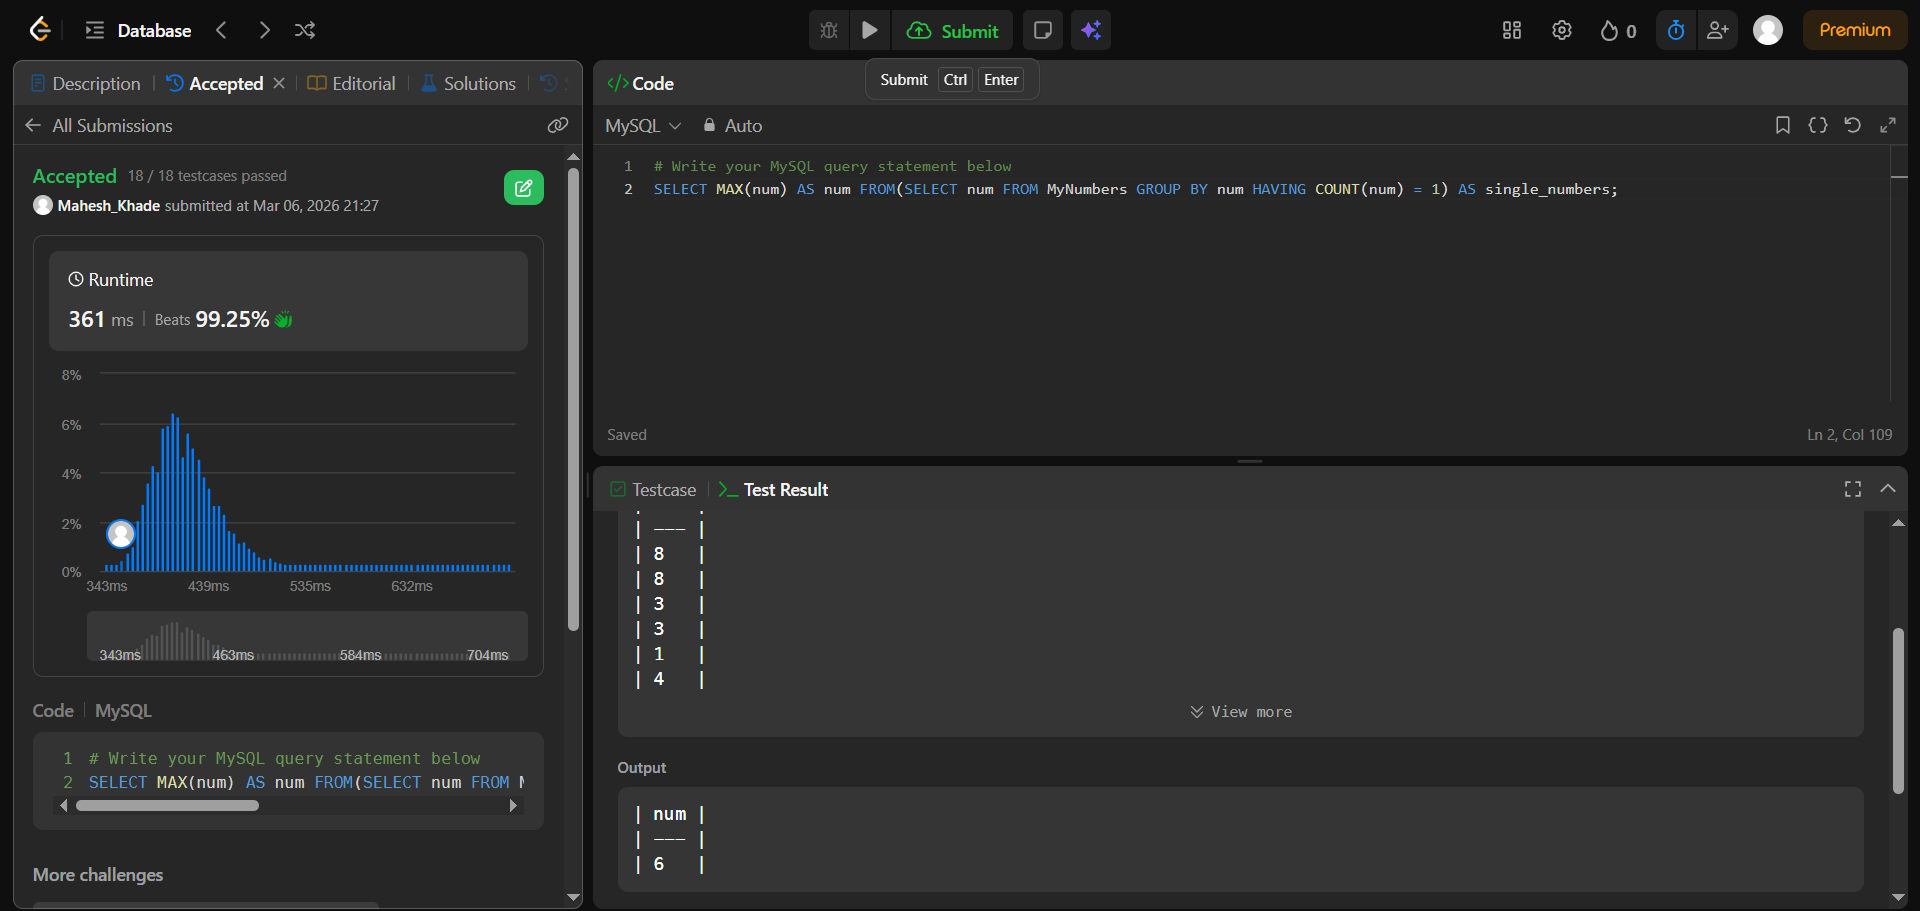 Database
Submit
0
Premium
Description
Accepted
Editorial
Solutions
All Submissions
Accepted 18 / 18 testcases passed
Mahesh_Khade submitted at Mar 06, 2026 21:27
Runtime
361 ms Beats 99.25%
8%
6%
4%
2%
0%
343ms 439ms 535ms 632ms
343ms 463ms 584ms 704ms
Code MySQL
1 # Write your MySQL query statement below
2 SELECT MAX(num) AS num FROM(SELECT num FROM
More challenges
Submit Ctrl Enter
</> Code
MySQL Auto
1 # Write your MySQL query statement below
2 SELECT MAX(num) AS num FROM(SELECT num FROM MyNumbers GROUP BY num HAVING COUNT(num) = 1) AS single_numbers;
Saved
Ln 2, Col 109
Testcase >_ Test Result
| --- |
| 8 |
| 8 |
| 3 |
| 3 |
| 1 |
| 4 |
View more
Output
| num |
| --- |
| 6 |